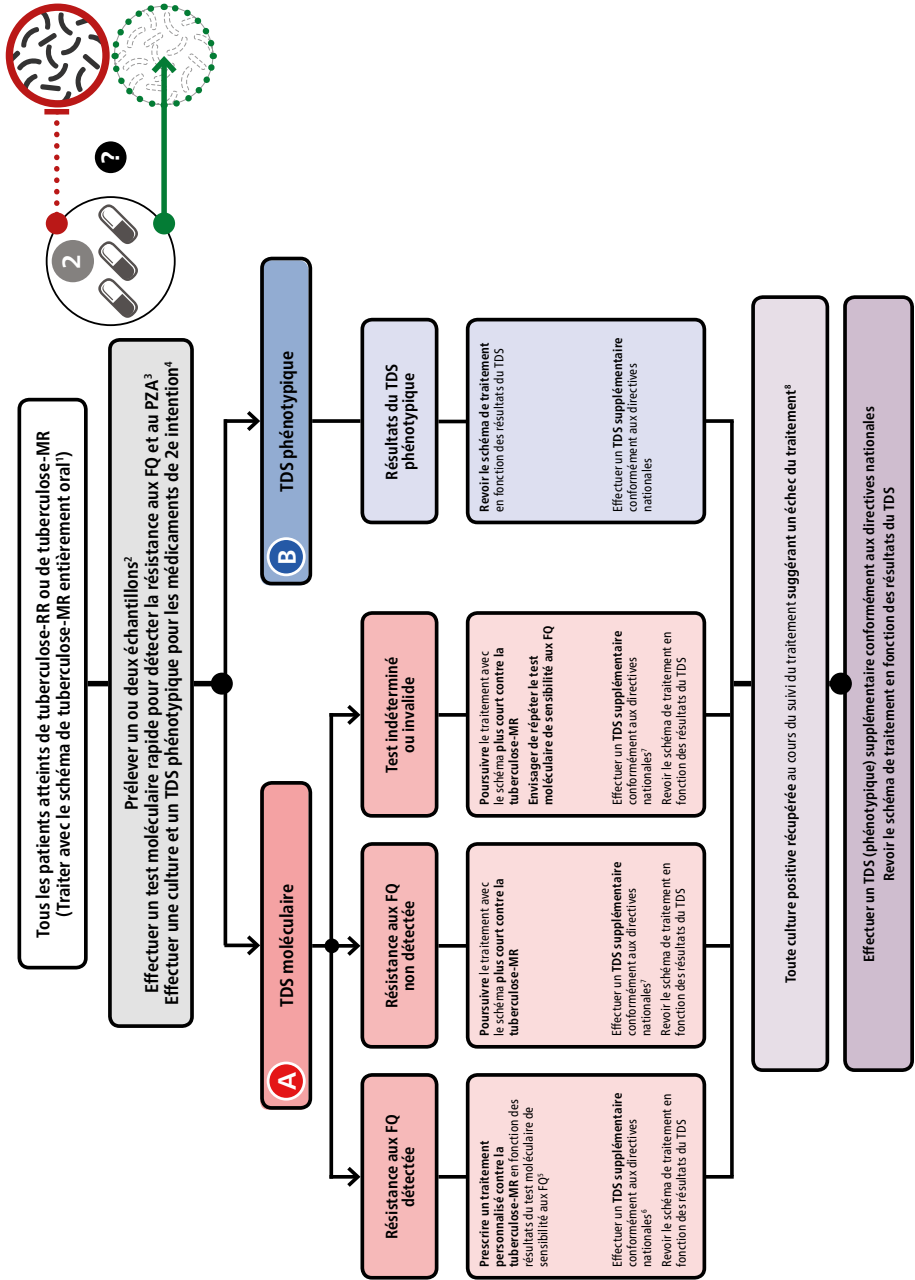 Tous les patients atteints de tuberculose-RR ou de tuberculose-MR
(Traiter avec le schéma de tuberculose-MR entièrement oral¹)
Prélever un ou deux échantillons²
Effectuer un test moléculaire rapide pour détecter la résistance aux FQ et au PZA³
Effectuer une culture et un TDS phénotypique pour les médicaments de 2e intention⁴
2
?
A
TDS moléculaire
B
TDS phénotypique
Résistance aux FQ
détectée
Prescrire un traitement
personnalisé contre la
tuberculose-MR en fonction des
résultats du test moléculaire de
sensibilité aux FQ⁵
Effectuer un TDS supplémentaire
conformément aux directives
nationales⁶
Revoir le schéma de traitement en
fonction des résultats du TDS
Résistance aux FQ
non détectée
Poursuivre le traitement avec
le schéma plus court contre la
tuberculose-MR
Effectuer un TDS supplémentaire
conformément aux directives
nationales⁷
Revoir le schéma de traitement en
fonction des résultats du TDS
Test indéterminé
ou invalide
Poursuivre le traitement avec
le schéma plus court contre la
tuberculose-MR
Envisager de répéter le test
moléculaire de sensibilité aux FQ
Effectuer un TDS supplémentaire
conformément aux directives
nationales⁷
Revoir le schéma de traitement en
fonction des résultats du TDS
Résultats du TDS
phénotypique
Revoir le schéma de traitement
en fonction des résultats du TDS
Effectuer un TDS supplémentaire
conformément aux directives
nationales
Toute culture positive récupérée au cours du suivi du traitement suggérant un échec du traitement⁸
Effectuer un TDS (phénotypique) supplémentaire conformément aux directives nationales
Revoir le schéma de traitement en fonction des résultats du TDS